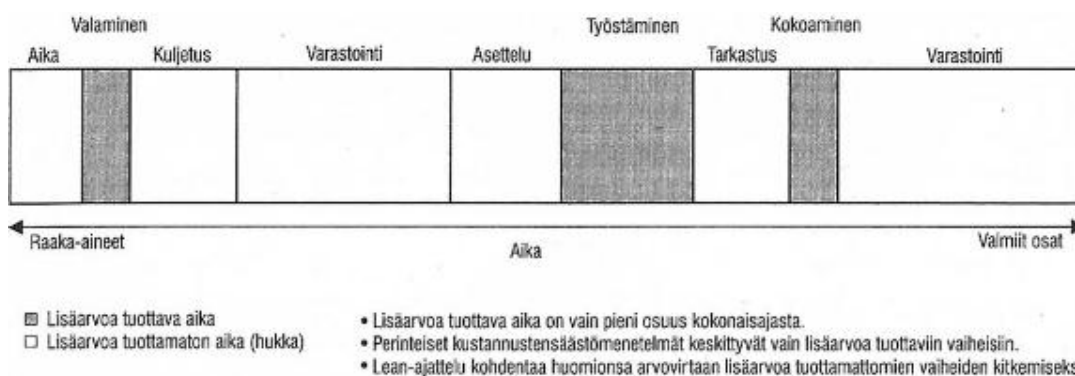 Valaminen Työstäminen Kokoaminen
Aika Kuljetus Varastointi Asettelu Tarkastus Varastointi
Raaka-aineet Aika Valmiit osat
Lisäarvoa tuottava aika
Lisäarvoa tuottamaton aika (hukka)
• Lisäarvoa tuottava aika on vain pieni osuus kokonaisajasta.
• Perinteiset kustannustensäästömenetelmät keskittyvät vain lisäarvoa tuottaviin vaiheisiin.
• Lean-ajattelu kohdentaa huomionsa arvovirtaan lisäarvoa tuottamattomien vaiheiden kitkemiseks